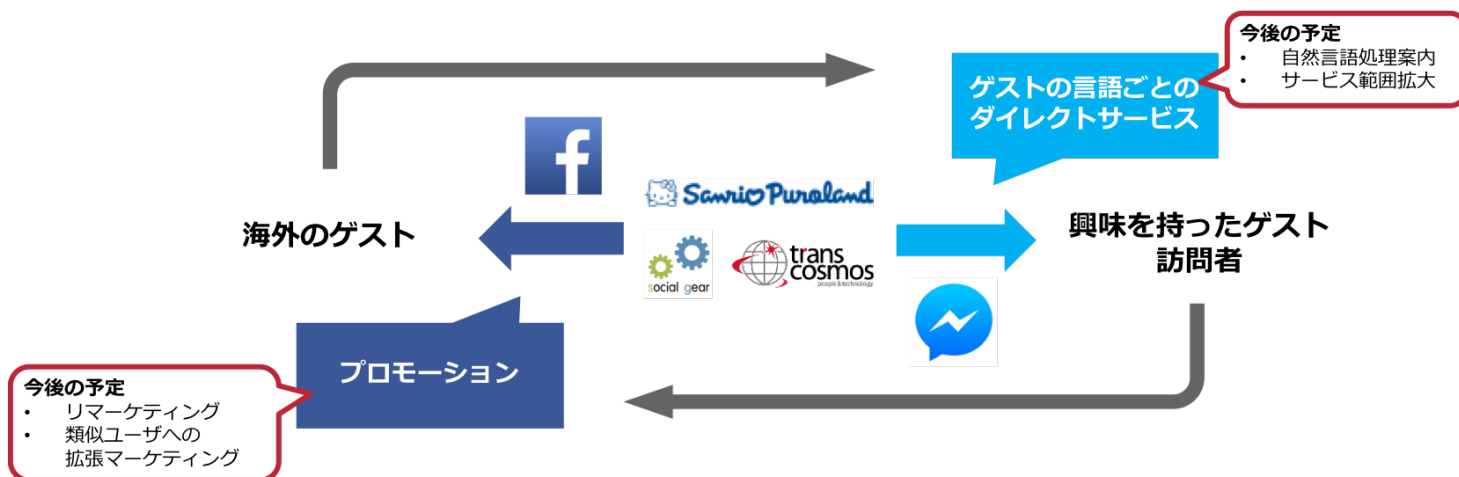 今後の予定
• 自然言語処理案内
• サービス範囲拡大
ゲストの言語ごとの
ダイレクトサービス
f
Sanrio Puroland
海外のゲスト
興味を持ったゲスト
訪問者
social gear
trans
cosmos
people & technology
プロモーション
今後の予定
• リマーケティング
• 類似ユーザへの
拡張マーケティング